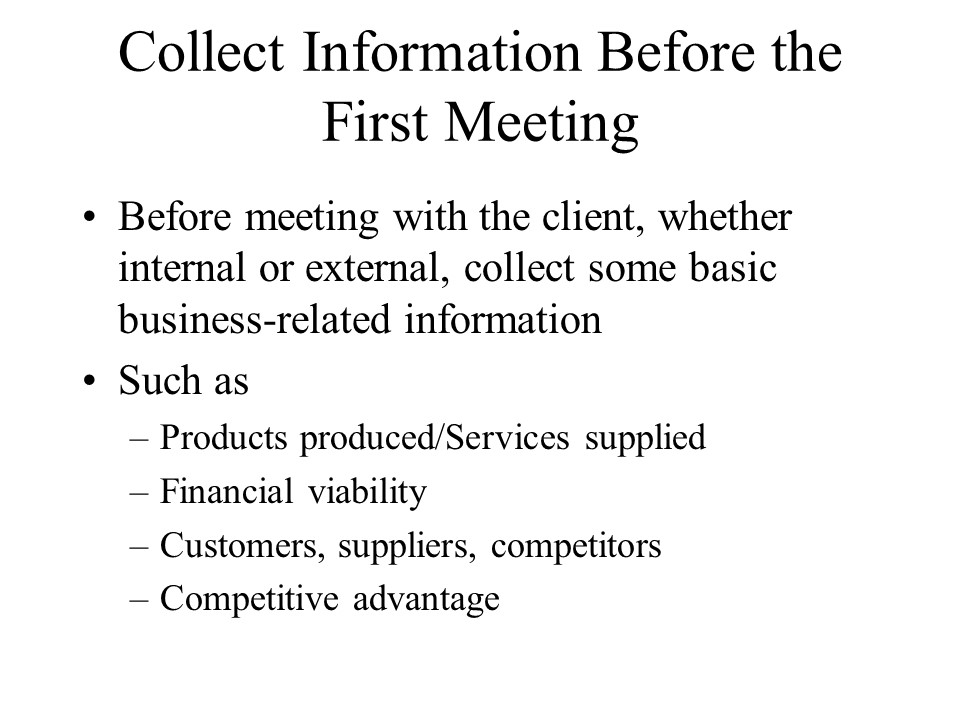 Collect Information Before the
First Meeting
• Before meeting with the client, whether
internal or external, collect some basic
business-related information
• Such as
–Products produced/Services supplied
–Financial viability
–Customers, suppliers, competitors
–Competitive advantage